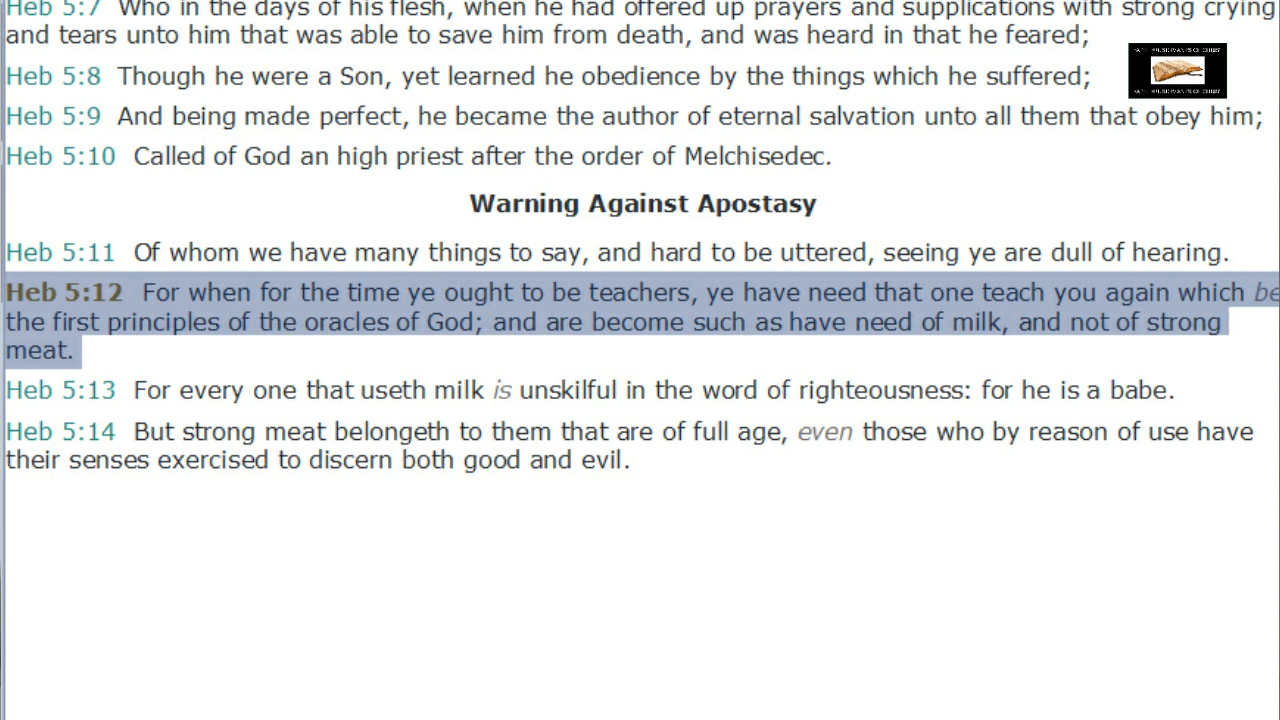 Heb 5:7 Who in the days of his flesh, when he had offered up prayers and supplications with strong crying
and tears unto him that was able to save him from death, and was heard in that he feared;
Heb 5:8 Though he were a Son, yet learned he obedience by the things which he suffered;
Heb 5:9 And being made perfect, he became the author of eternal salvation unto all them that obey him;
Heb 5:10 Called of God an high priest after the order of Melchisedec.
Warning Against Apostasy
Heb 5:11 Of whom we have many things to say, and hard to be uttered, seeing ye are dull of hearing.
Heb 5:12 For when for the time ye ought to be teachers, ye have need that one teach you again which be
the first principles of the oracles of God; and are become such as have need of milk, and not of strong
meat.
Heb 5:13 For every one that useth milk is unskilful in the word of righteousness: for he is a babe.
Heb 5:14 But strong meat belongeth to them that are of full age, even those who by reason of use have
their senses exercised to discern both good and evil.